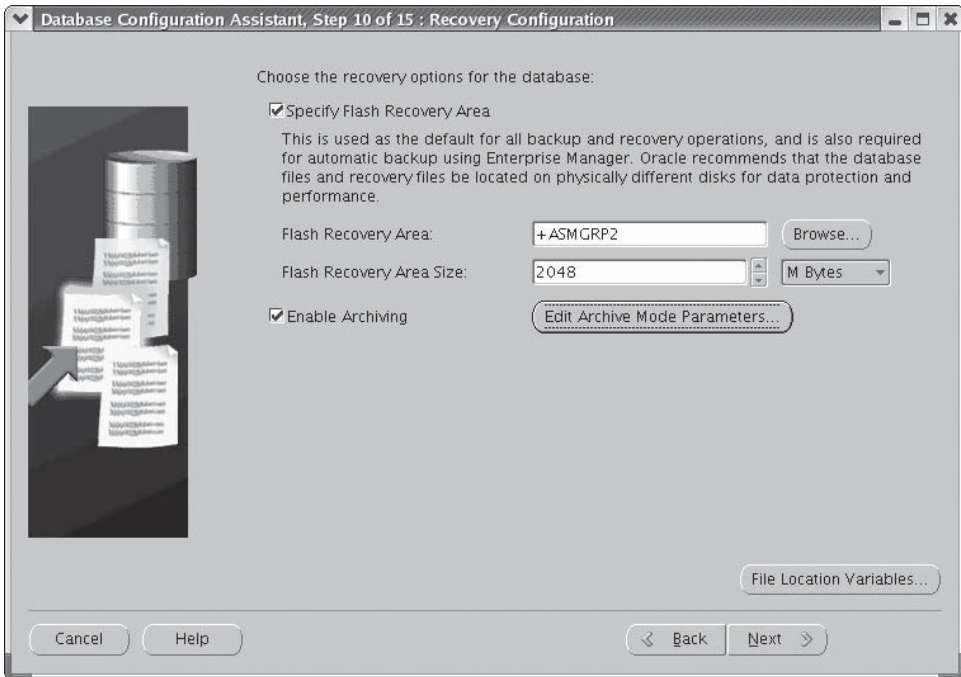 Database Configuration Assistant, Step 10 of 15 : Recovery Configuration
Choose the recovery options for the database:
Specify Flash Recovery Area
This is used as the default for all backup and recovery operations, and is also required
for automatic backup using Enterprise Manager. Oracle recommends that the database
files and recovery files be located on physically different disks for data protection and
performance.
Flash Recovery Area: +ASMGRP2 Browse...
Flash Recovery Area Size: 2048 M Bytes
Enable Archiving Edit Archive Mode Parameters...
File Location Variables...
Cancel Help Back Next